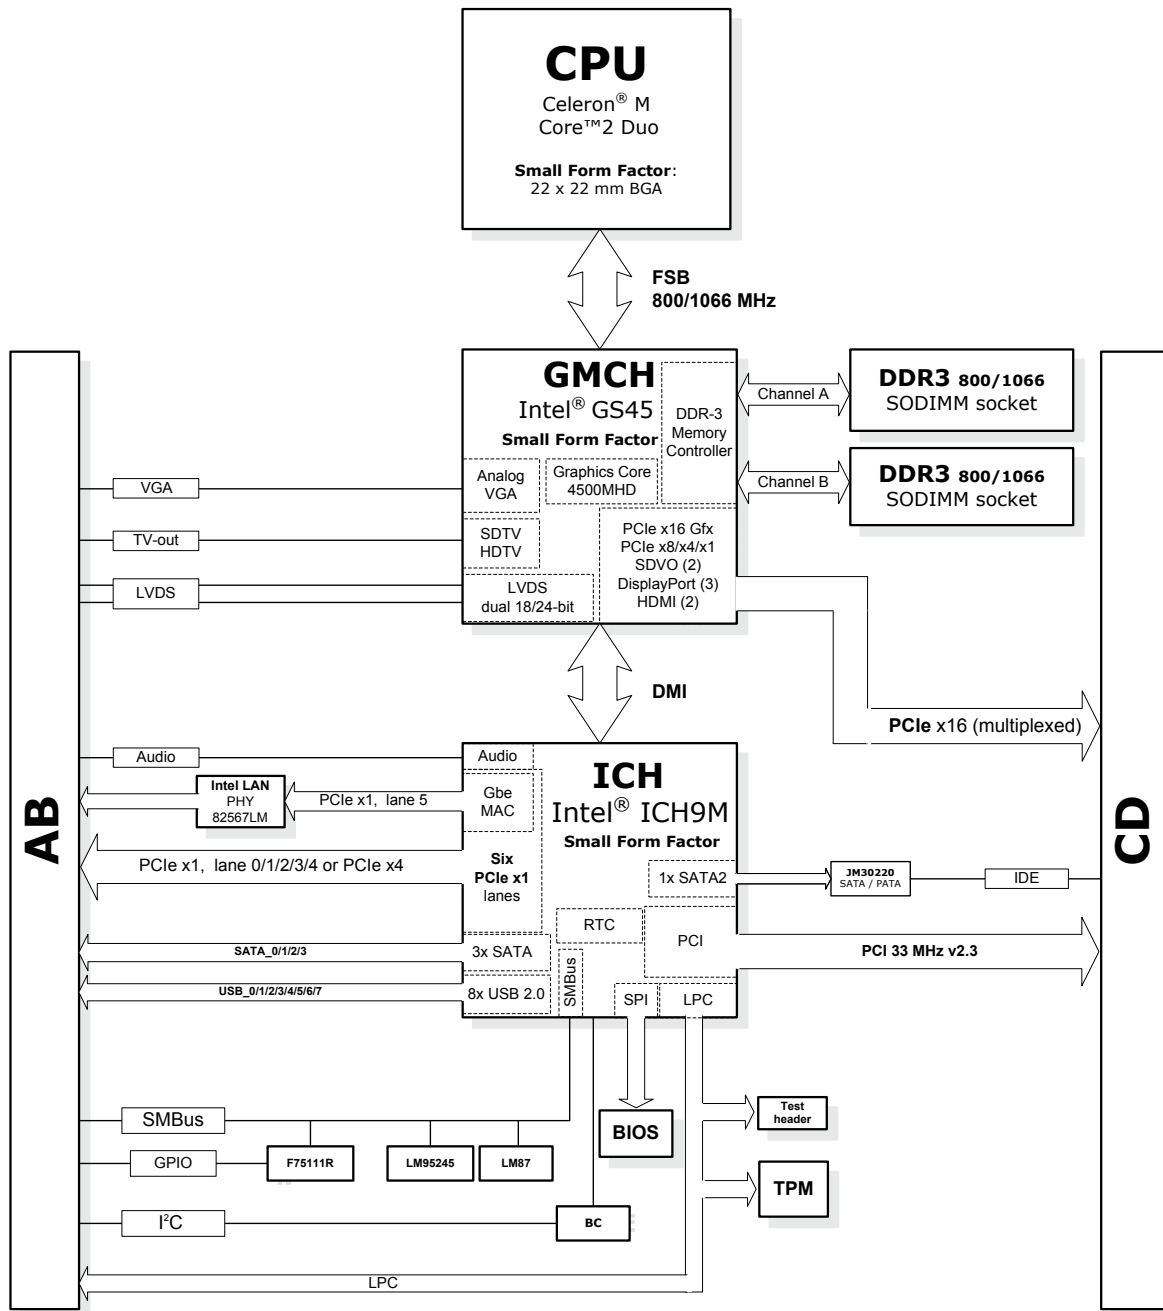 CPU
Celeron® M
Core™2 Duo
Small Form Factor:
22 x 22 mm BGA
FSB
800/1066 MHz
AB
CD
GMCH
Intel® GS45
Small Form Factor
DDR-3
Memory
Controller
Analog
VGA
Graphics Core
4500MHD
SDTV
HDTV
PCIe x16 Gfx
PCIe x8/x4/x1
SDVO (2)
DisplayPort (3)
HDMI (2)
LVDS
dual 18/24-bit
Channel A
DDR3 800/1066
SODIMM socket
Channel B
DDR3 800/1066
SODIMM socket
VGA
TV-out
LVDS
DMI
PCIe x16 (multiplexed)
Audio
Intel LAN
PHY
82567LM
PCIe x1, lane 5
PCIe x1, lane 0/1/2/3/4 or PCIe x4
SATA_0/1/2/3
USB_0/1/2/3/4/5/6/7
Audio
ICH
Intel® ICH9M
Small Form Factor
Gbe
MAC
Six
PCIe x1
lanes
1x SATA2
RTC
PCI
3x SATA
8x USB 2.0
SMBus
SPI
LPC
JM30220
SATA / PATA
IDE
PCI 33 MHz v2.3
SMBus
GPIO
F75111R
LM95245
LM87
BIOS
Test
header
TPM
I²C
BC
LPC